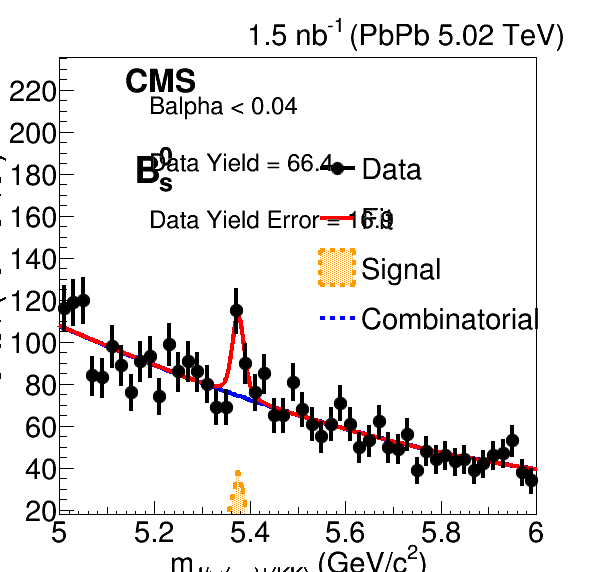 1.5 nb⁻¹ (PbPb 5.02 TeV)
CMS
Balpha < 0.04
B⁰ₛ
Data Yield = 66.4
Data Yield Error = 16.9
Data
Fit
Signal
Combinatorial
220
200
180
160
140
120
100
80
60
40
20
5
5.2
5.4
5.6
5.8
6
(GeV/c²)